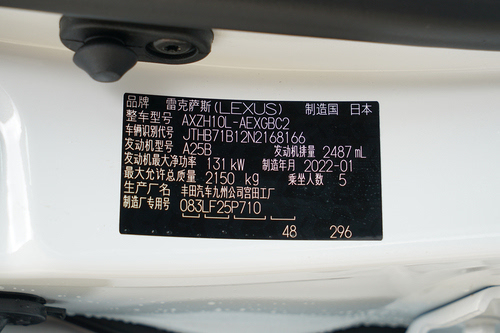 品牌 雷克萨斯(LEXUS) 制造国 日本
整车型号 AXZH10L-AEXGBC2
车辆识别代号 JTHB71B12N2168166
发动机型号 A25B 发动机排量 2487 mL
发动机最大净功率 131 kW 制造年月 2022-01
最大允许总质量 2150 kg 乘坐人数 5
生产厂名 丰田汽车九州公司宫田工厂
制造厂专用号 083LF25P710
48 296